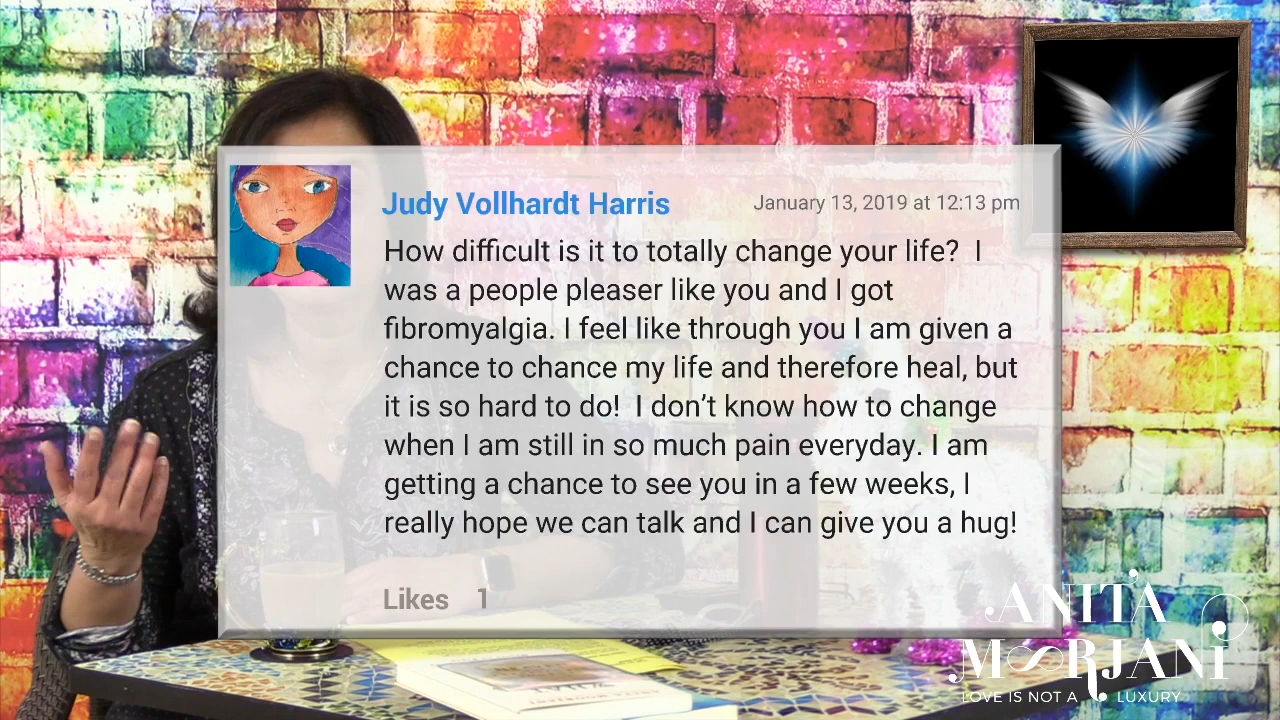 Judy Vollhardt Harris
January 13, 2019 at 12:13 pm
How difficult is it to totally change your life?  I
was a people pleaser like you and I got
fibromyalgia. I feel like through you I am given a
chance to chance my life and therefore heal, but
it is so hard to do!  I don’t know how to change
when I am still in so much pain everyday. I am
getting a chance to see you in a few weeks, I
really hope we can talk and I can give you a hug!
Likes 1
ANITA
MOORJANI
LOVE IS NOT A LUXURY